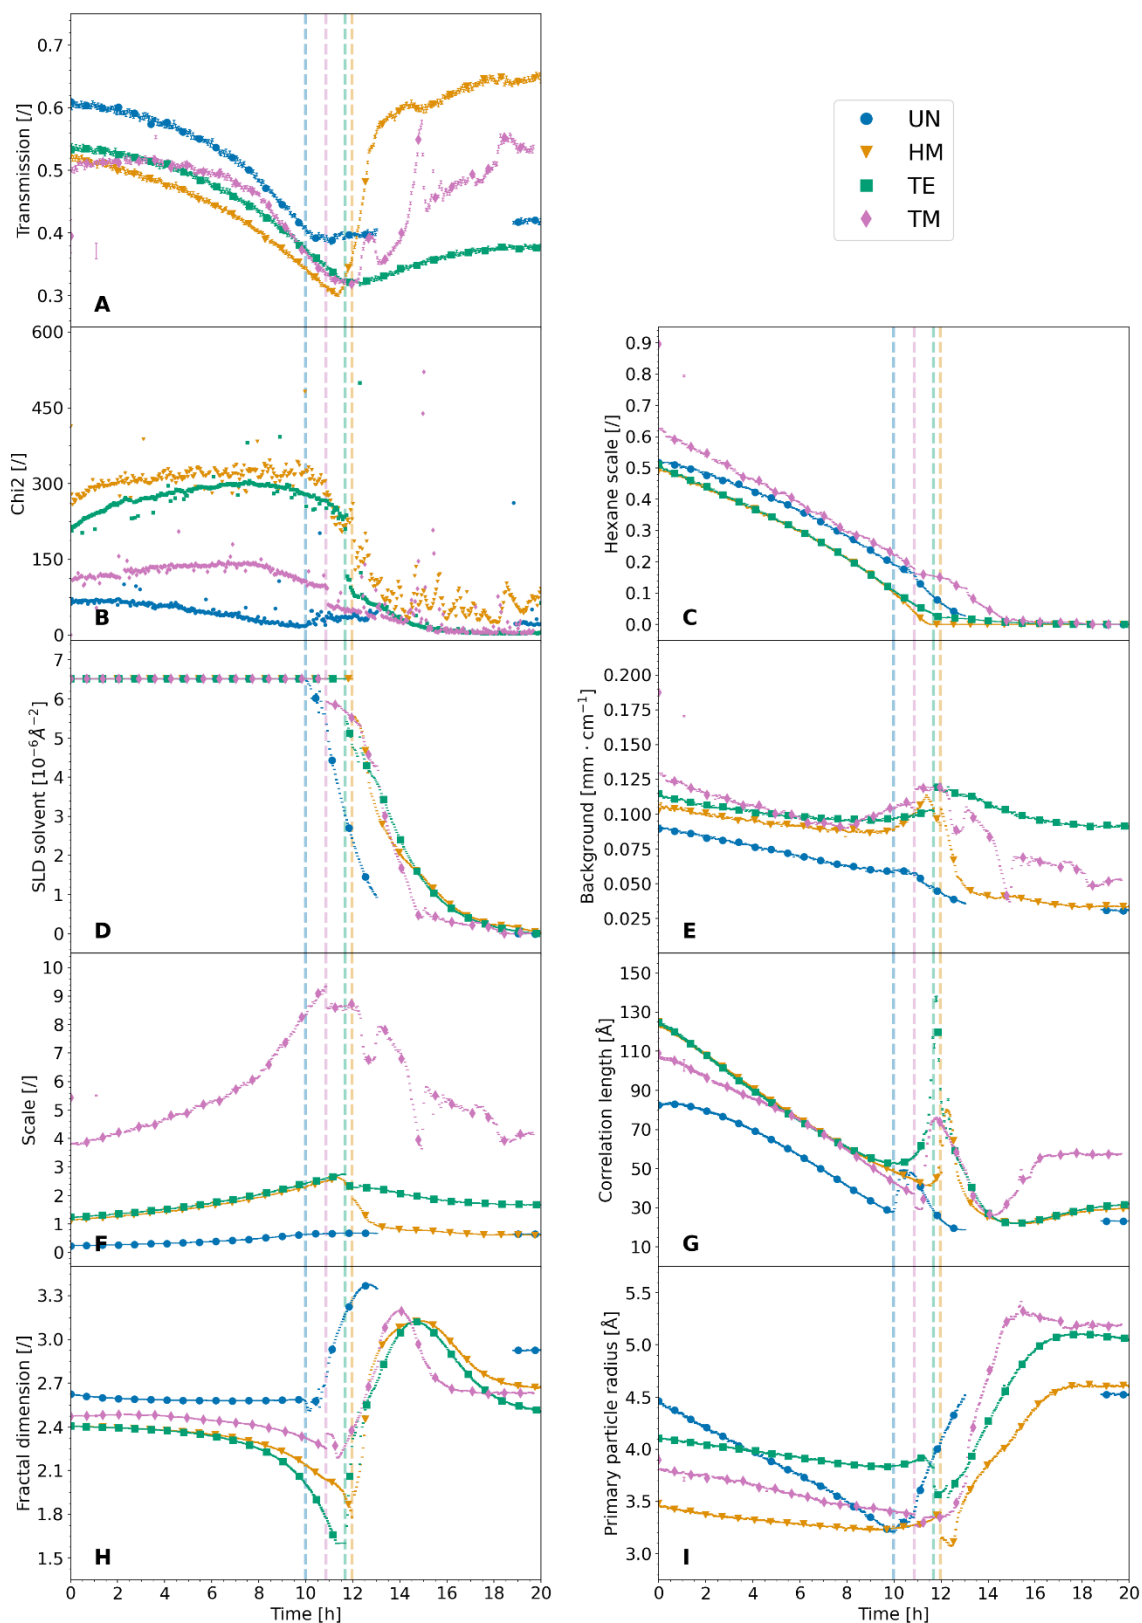 0.7
0.6
0.5
0.4
0.3
Transmission [/]
A
UN
HM
TE
TM
600
450
300
150
0
Chi2 [/]
B
0.9
0.8
0.7
0.6
0.5
0.4
0.3
0.2
0.1
0.0
Hexane scale [/]
C
7
6
5
4
3
2
1
0
SLD solvent [10⁻⁶Å⁻²]
D
0.200
0.175
0.150
0.125
0.100
0.075
0.050
0.025
Background [mm · cm⁻¹]
E
10
9
8
7
6
5
4
3
2
1
0
Scale [/]
F
150
130
110
90
70
50
30
10
Correlation length [Å]
G
3.3
3.0
2.7
2.4
2.1
1.8
1.5
Fractal dimension [/]
H
0 2 4 6 8 10 12 14 16 18 20
Time [h]
5.5
5.0
4.5
4.0
3.5
3.0
Primary particle radius [Å]
I
0 2 4 6 8 10 12 14 16 18 20
Time [h]